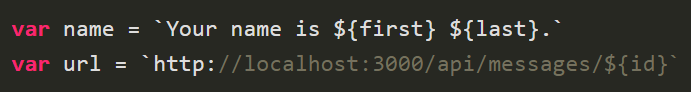 var name = `Your name is ${first} ${last}.`
var url = `http://localhost:3000/api/messages/${id}`